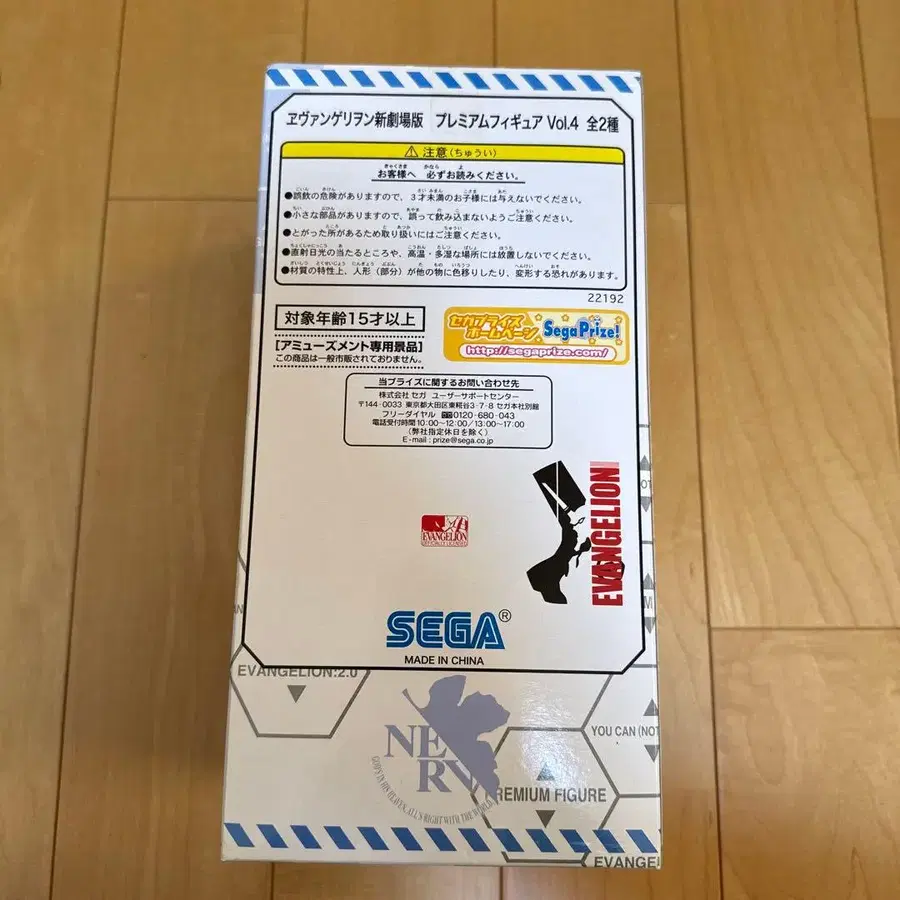 ヱヴァンゲリヲン新劇場版 プレミアムフィギュア Vol.4 全2種
⚠ 注意(ちゅうい)
お客様へ 必ずお読みください。
●誤飲の危険がありますので、3才未満のお子様には与えないでください。
●小さな部品がありますので、誤って飲み込まないようご注意ください。
●とがった所があるため取り扱いにはご注意ください。
●直射日光の当たるところや、高温・多湿な場所には放置しないでください。
●材質の特性上、人形(部分)が他の物に色移りしたり、変形する恐れがあります。
22192
対象年齢15才以上
[アミューズメント専用景品]
この商品は一般市販されておりません。
セガプライズ
ホームページ
SegaPrize!
http://segaprize.com/
当プライズに関するお問い合わせ先
株式会社 セガ ユーザーサポートセンター
〒144-0033 東京都大田区東糀谷3-7-8 セガ本社別館
フリーダイヤル 0120-680-043
電話受付時間 10:00~12:00/13:00~17:00
(弊社指定休日を除く)
E-mail : prize@sega.co.jp
EVANGELION
EVANGELION
OFFICIALLY LICENSED
SEGA®
MADE IN CHINA
EVANGELION:2.0
YOU CAN (NOT
NERV
GOD'S IN HIS HEAVEN. ALL'S RIGHT WITH THE WORLD.
PREMIUM FIGURE
EVANGEL